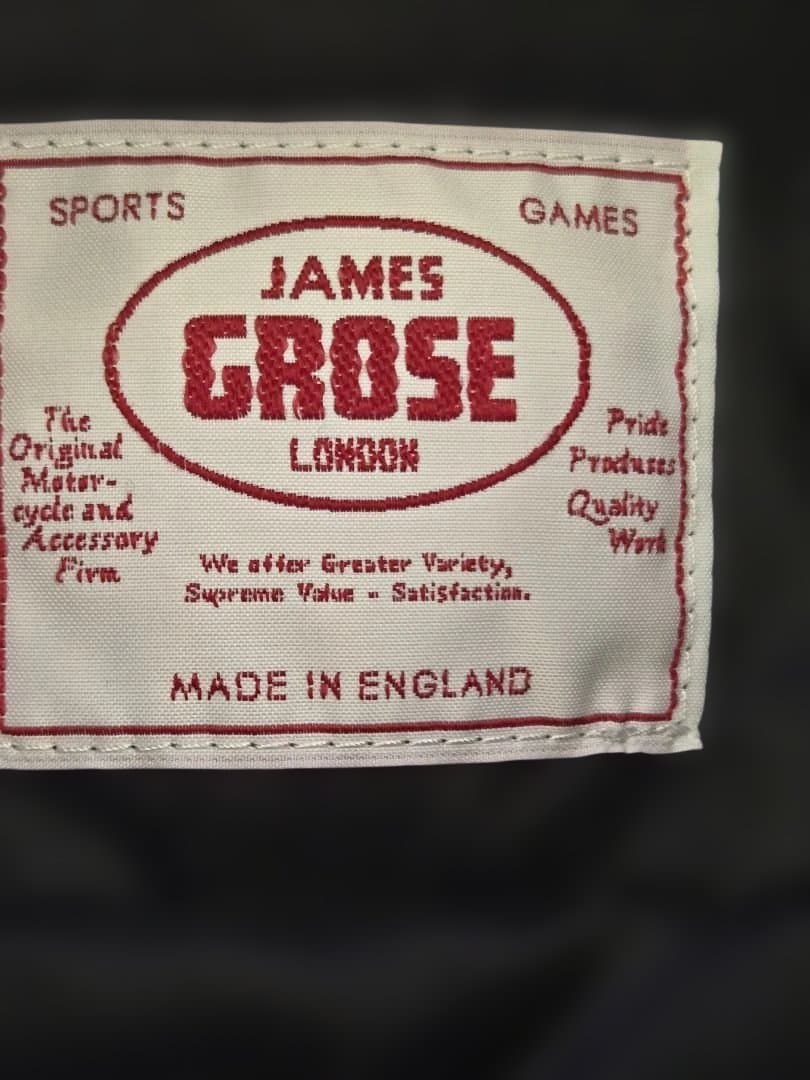 SPORTS
GAMES
JAMES
GROSE
LONDON
The
Original
Motor-
cycle and
Accessory
Firm
Pride
Produces
Quality
Work
We offer Greater Variety,
Supreme Value - Satisfaction.
MADE IN ENGLAND